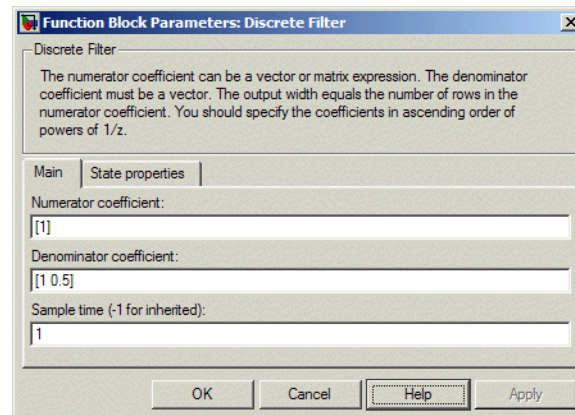 Function Block Parameters: Discrete Filter
Discrete Filter
The numerator coefficient can be a vector or matrix expression. The denominator
coefficient must be a vector. The output width equals the number of rows in the
numerator coefficient. You should specify the coefficients in ascending order of
powers of 1/z.
Main State properties
Numerator coefficient:
[1]
Denominator coefficient:
[1 0.5]
Sample time (-1 for inherited):
1
OK Cancel Help Apply